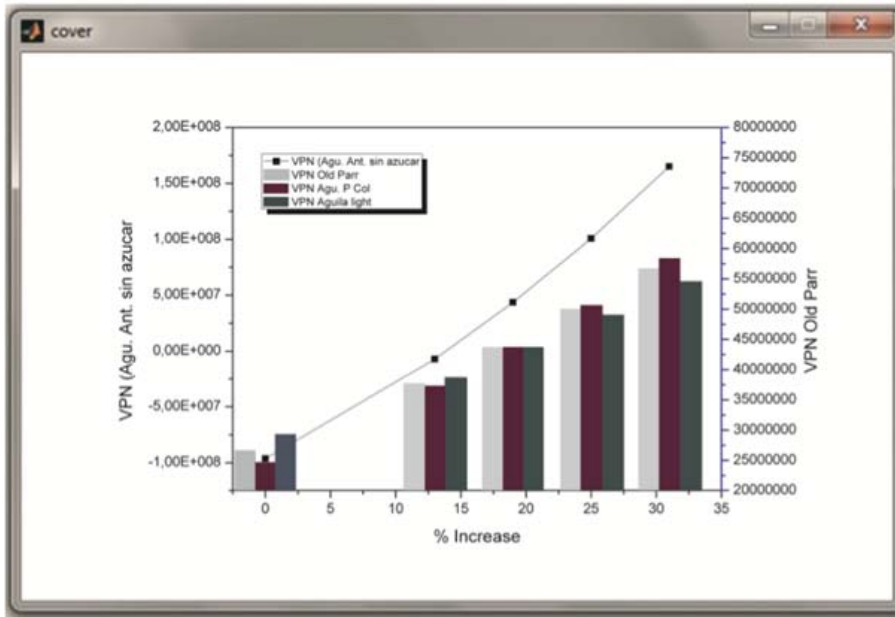 cover
2,00E+008
1,50E+008
1,00E+008
5,00E+007
0,00E+000
-5,00E+007
-1,00E+008
VPN (Agu. Ant. sin azucar
VPN (Agu. Ant. sin azucar
VPN Old Parr
VPN Agu. P Col
VPN Aguila light
80000000
75000000
70000000
65000000
60000000
55000000
50000000
45000000
40000000
35000000
30000000
25000000
20000000
VPN Old Parr
0 5 10 15 20 25 30 35
% Increase